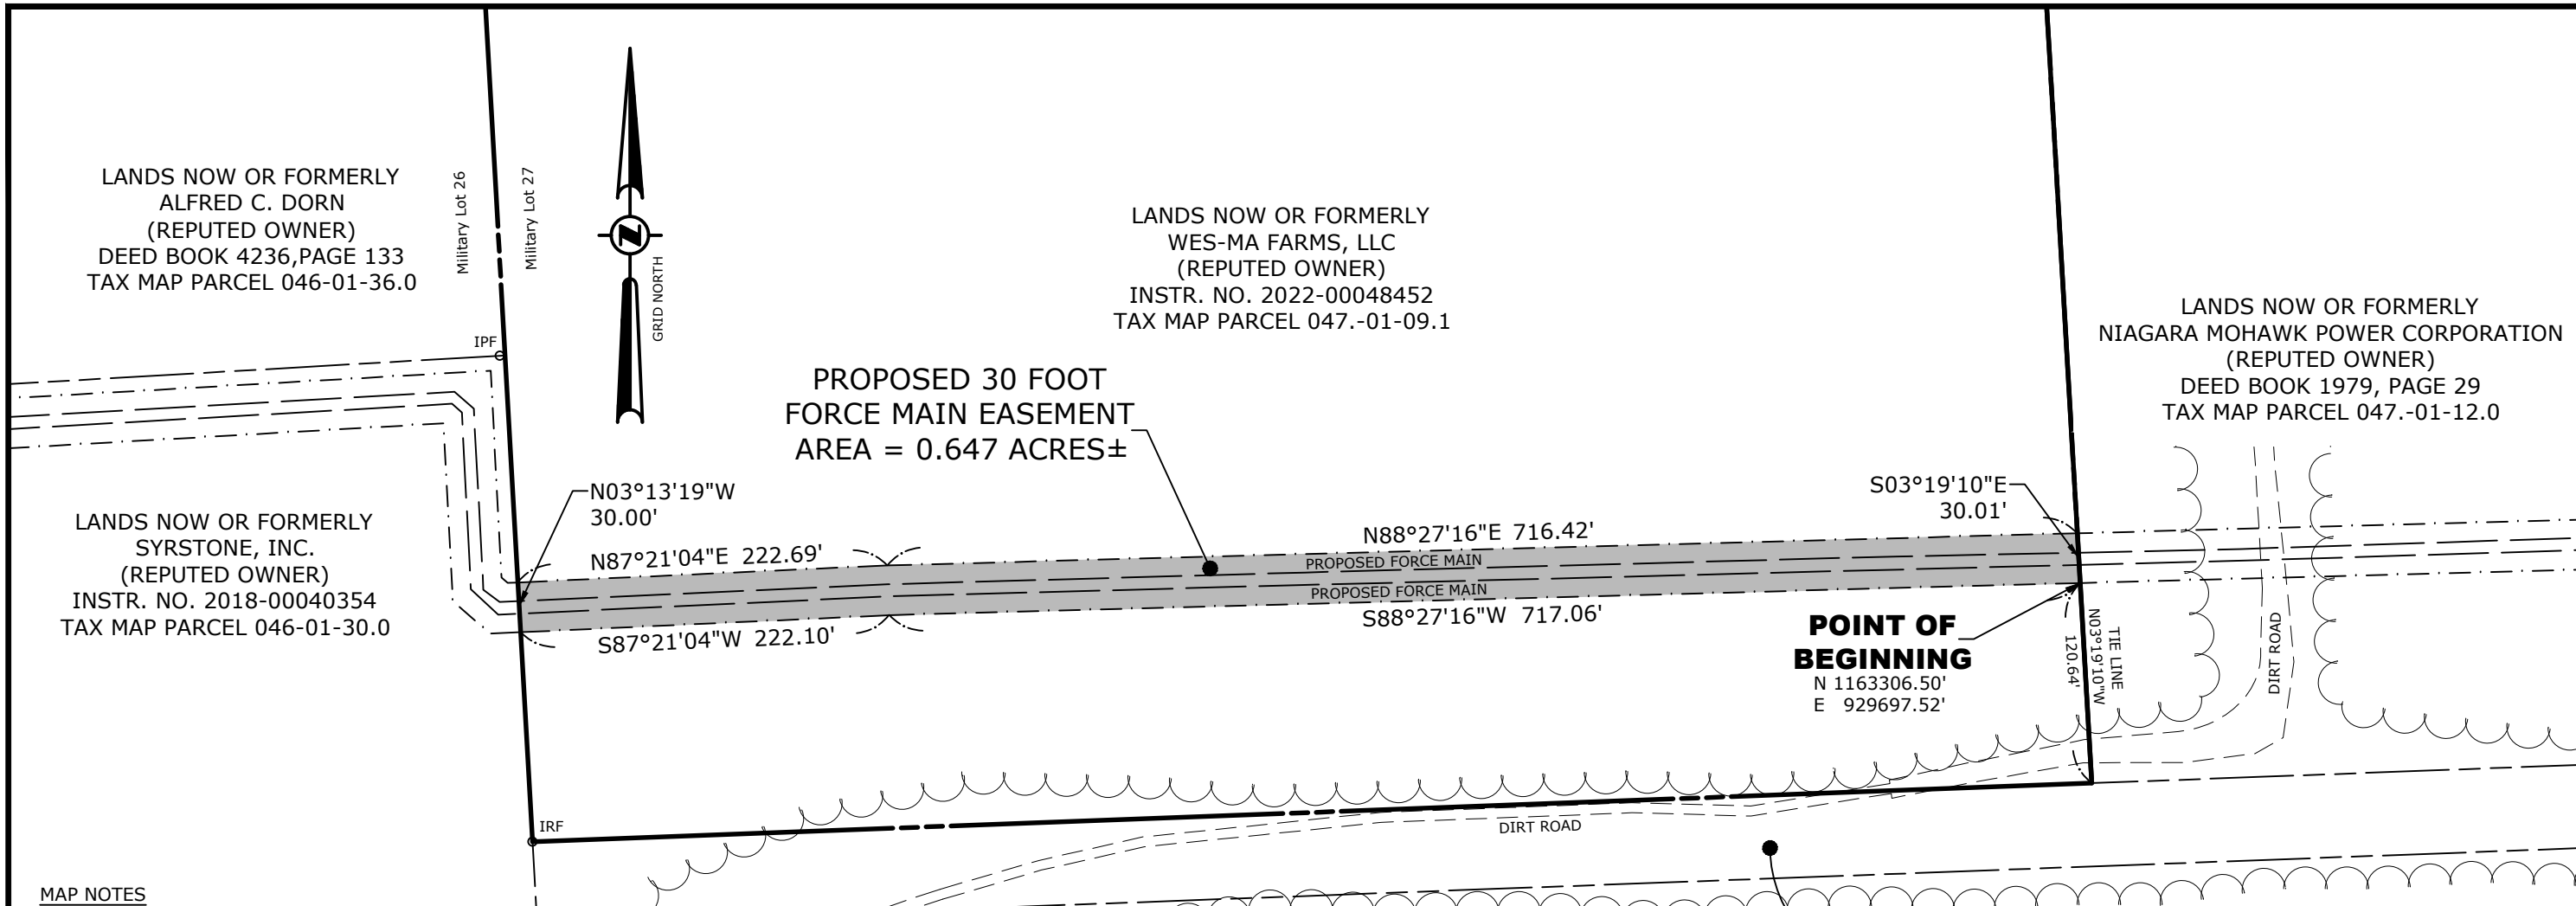 LANDS NOW OR FORMERLY
ALFRED C. DORN
(REPUTED OWNER)
DEED BOOK 4236,PAGE 133
TAX MAP PARCEL 046-01-36.0
Military Lot 26
Military Lot 27
GRID NORTH
N
LANDS NOW OR FORMERLY
WES-MA FARMS, LLC
(REPUTED OWNER)
INSTR. NO. 2022-00048452
TAX MAP PARCEL 047.-01-09.1
LANDS NOW OR FORMERLY
NIAGARA MOHAWK POWER CORPORATION
(REPUTED OWNER)
DEED BOOK 1979, PAGE 29
TAX MAP PARCEL 047.-01-12.0
IPF
PROPOSED 30 FOOT
FORCE MAIN EASEMENT
AREA = 0.647 ACRES±
N03°13'19"W
30.00'
S03°19'10"E
30.01'
LANDS NOW OR FORMERLY
SYRSTONE, INC.
(REPUTED OWNER)
INSTR. NO. 2018-00040354
TAX MAP PARCEL 046-01-30.0
N87°21'04"E 222.69'
N88°27'16"E 716.42'
PROPOSED FORCE MAIN
PROPOSED FORCE MAIN
S87°21'04"W 222.10'
S88°27'16"W 717.06'
POINT OF
BEGINNING
N 1163306.50'
E 929697.52'
TIE LINE
N03°19'10"W
120.64'
DIRT ROAD
IRF
DIRT ROAD
MAP NOTES